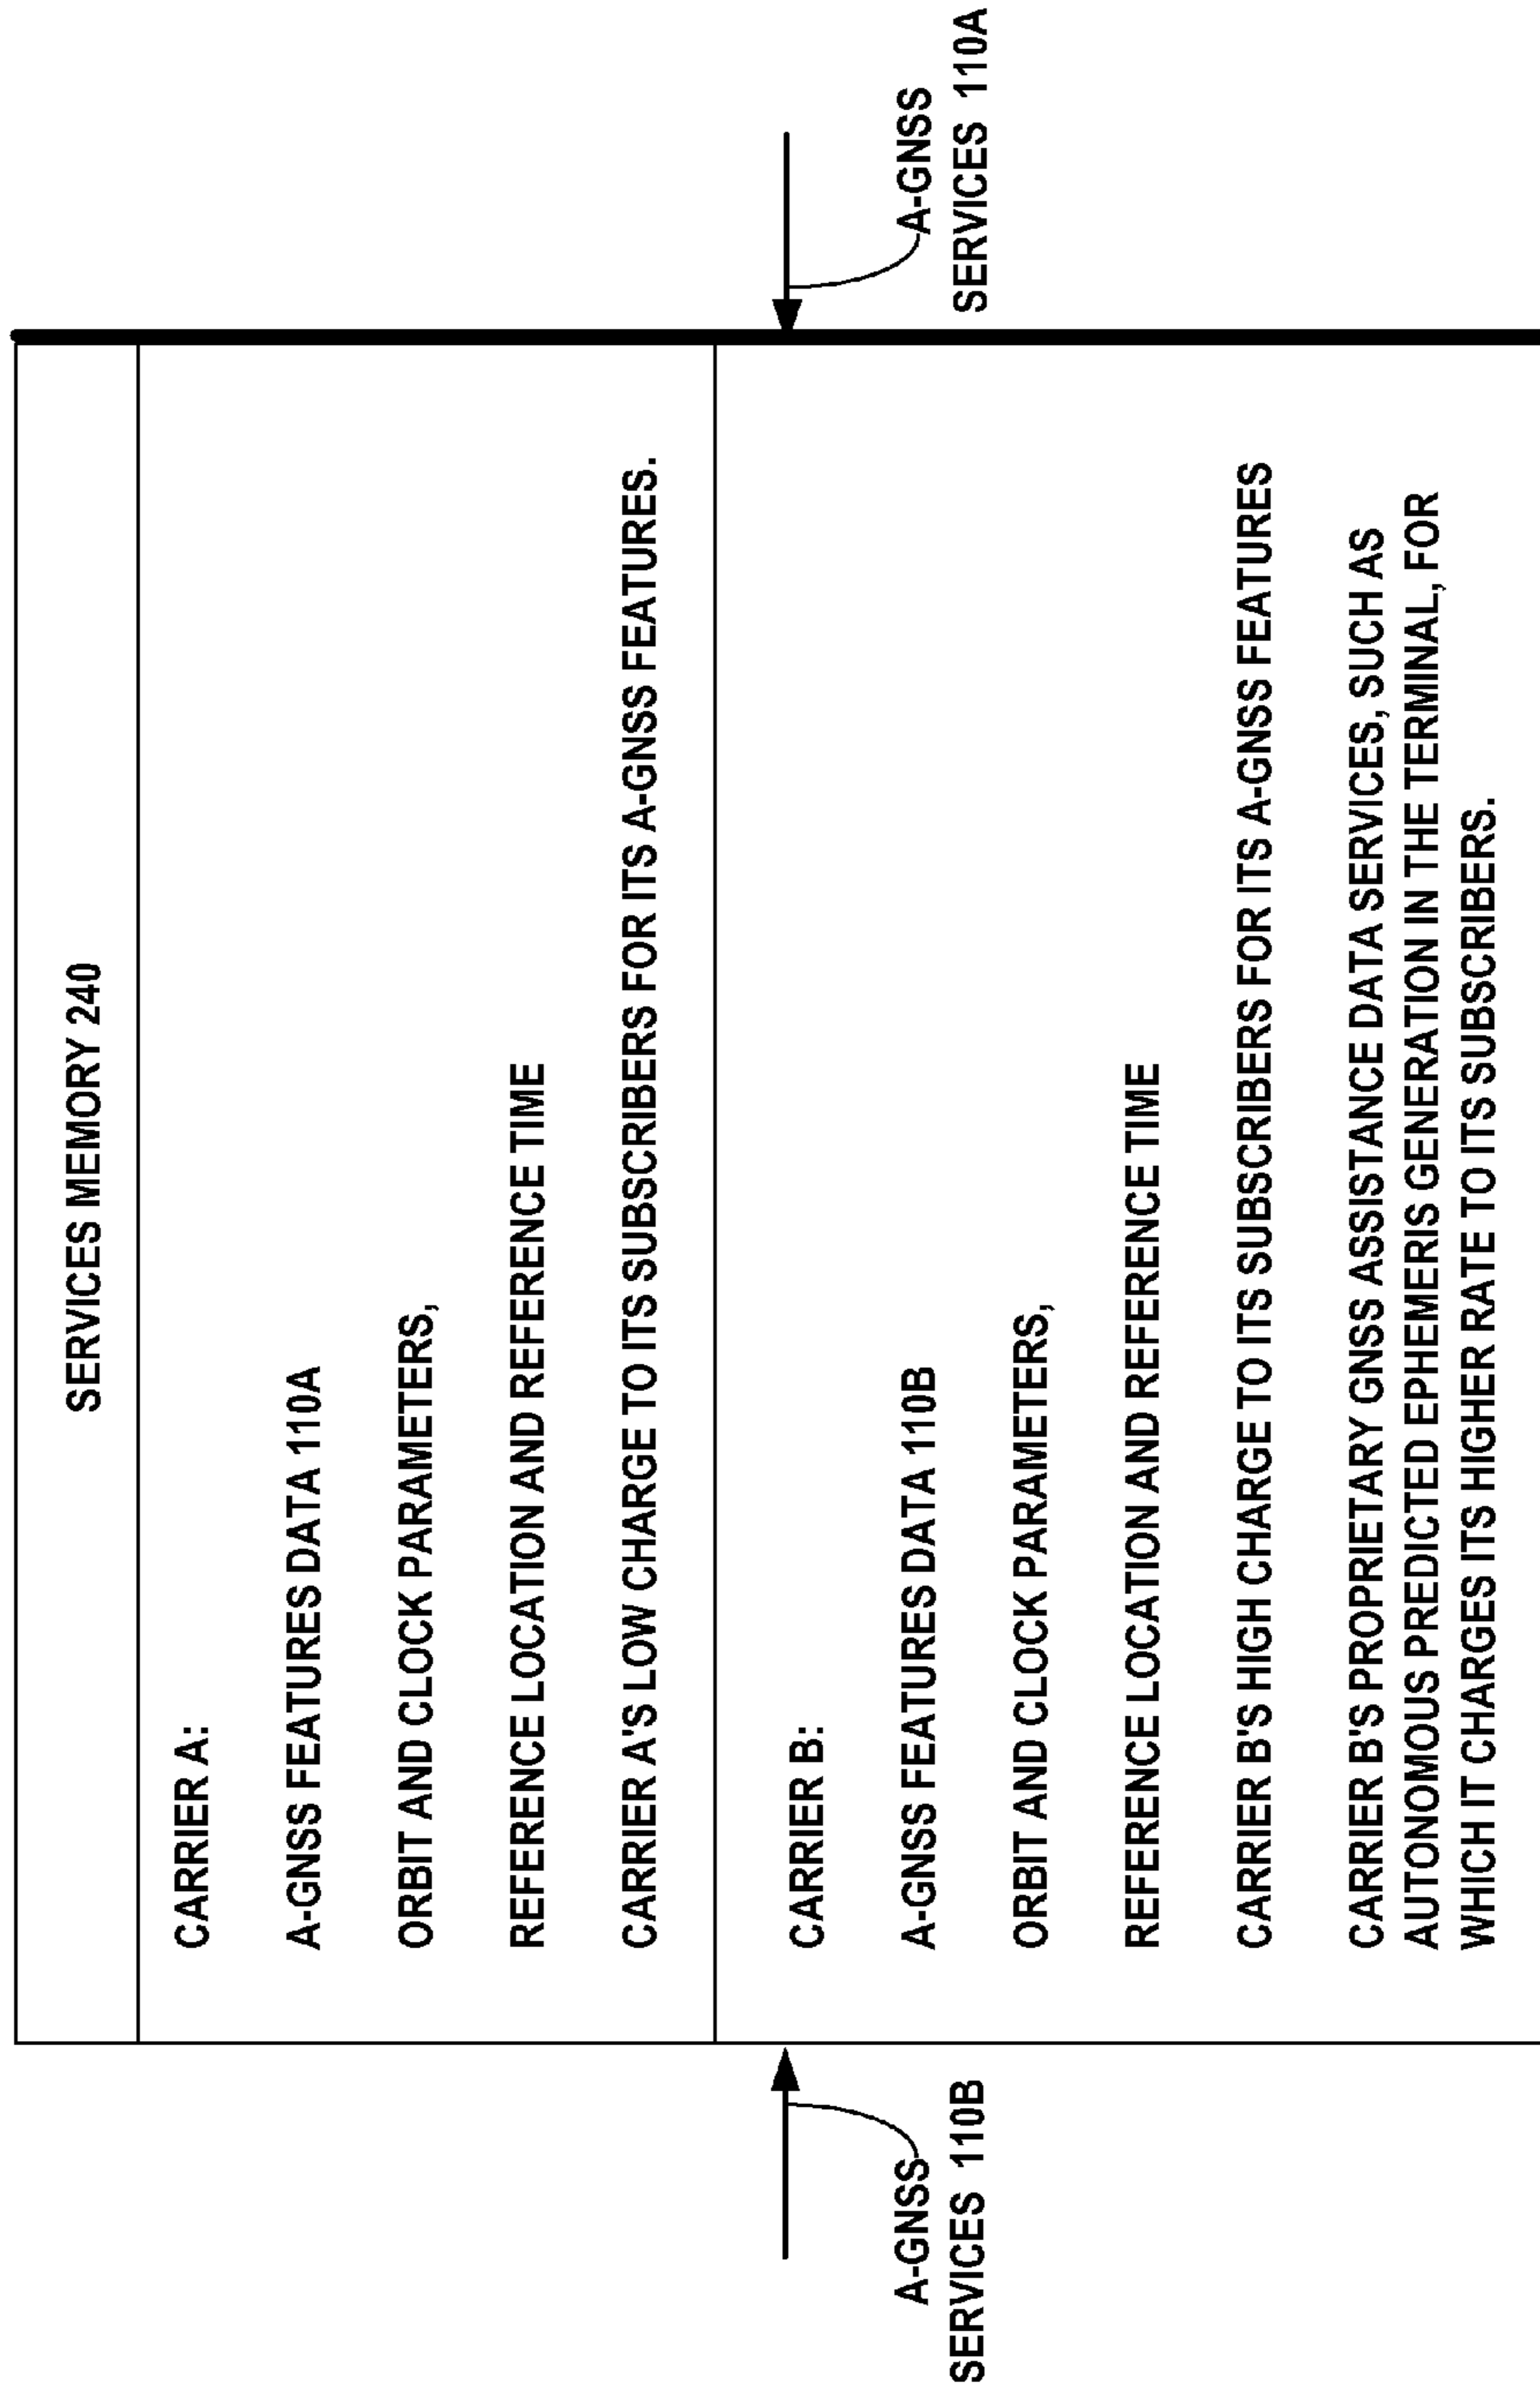 SERVICES MEMORY 240
CARRIER A:
A-GNSS FEATURES DATA 110A
ORBIT AND CLOCK PARAMETERS,
REFERENCE LOCATION AND REFERENCE TIME
CARRIER A'S LOW CHARGE TO ITS SUBSCRIBERS FOR ITS A-GNSS FEATURES.
CARRIER B:
A-GNSS FEATURES DATA 110B
ORBIT AND CLOCK PARAMETERS,
REFERENCE LOCATION AND REFERENCE TIME
CARRIER B'S HIGH CHARGE TO ITS SUBSCRIBERS FOR ITS A-GNSS FEATURES
CARRIER B'S PROPRIETARY GNSS ASSISTANCE DATA SERVICES, SUCH AS
AUTONOMOUS PREDICTED EPHEMERIS GENERATION IN THE TERMINAL, FOR
WHICH IT CHARGES ITS HIGHER RATE TO ITS SUBSCRIBERS.
A-GNSS
SERVICES 110B
A-GNSS
SERVICES 110A